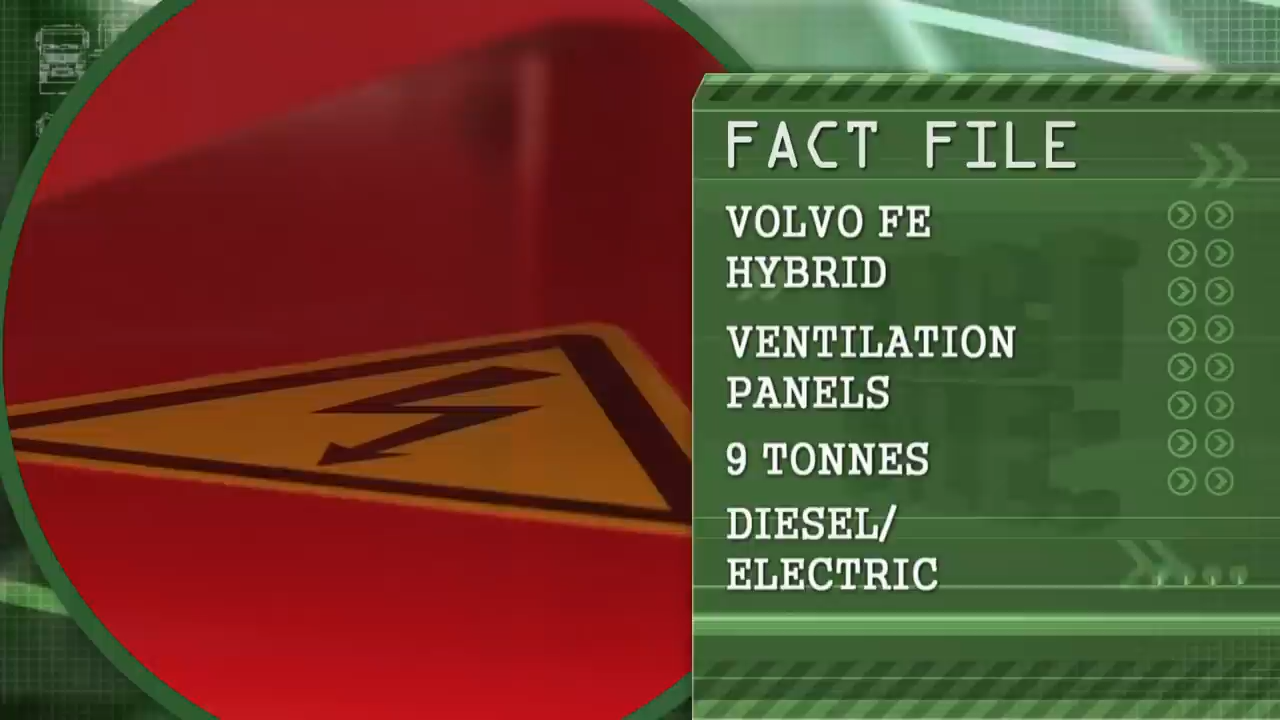 FACT FILE
VOLVO FE
HYBRID
VENTILATION
PANELS
9 TONNES
DIESEL/
ELECTRIC